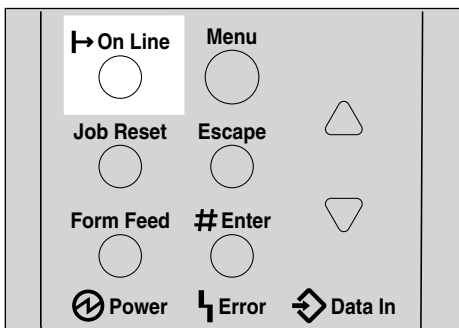 On Line Menu
Job Reset Escape
Form Feed # Enter
Power Error Data In